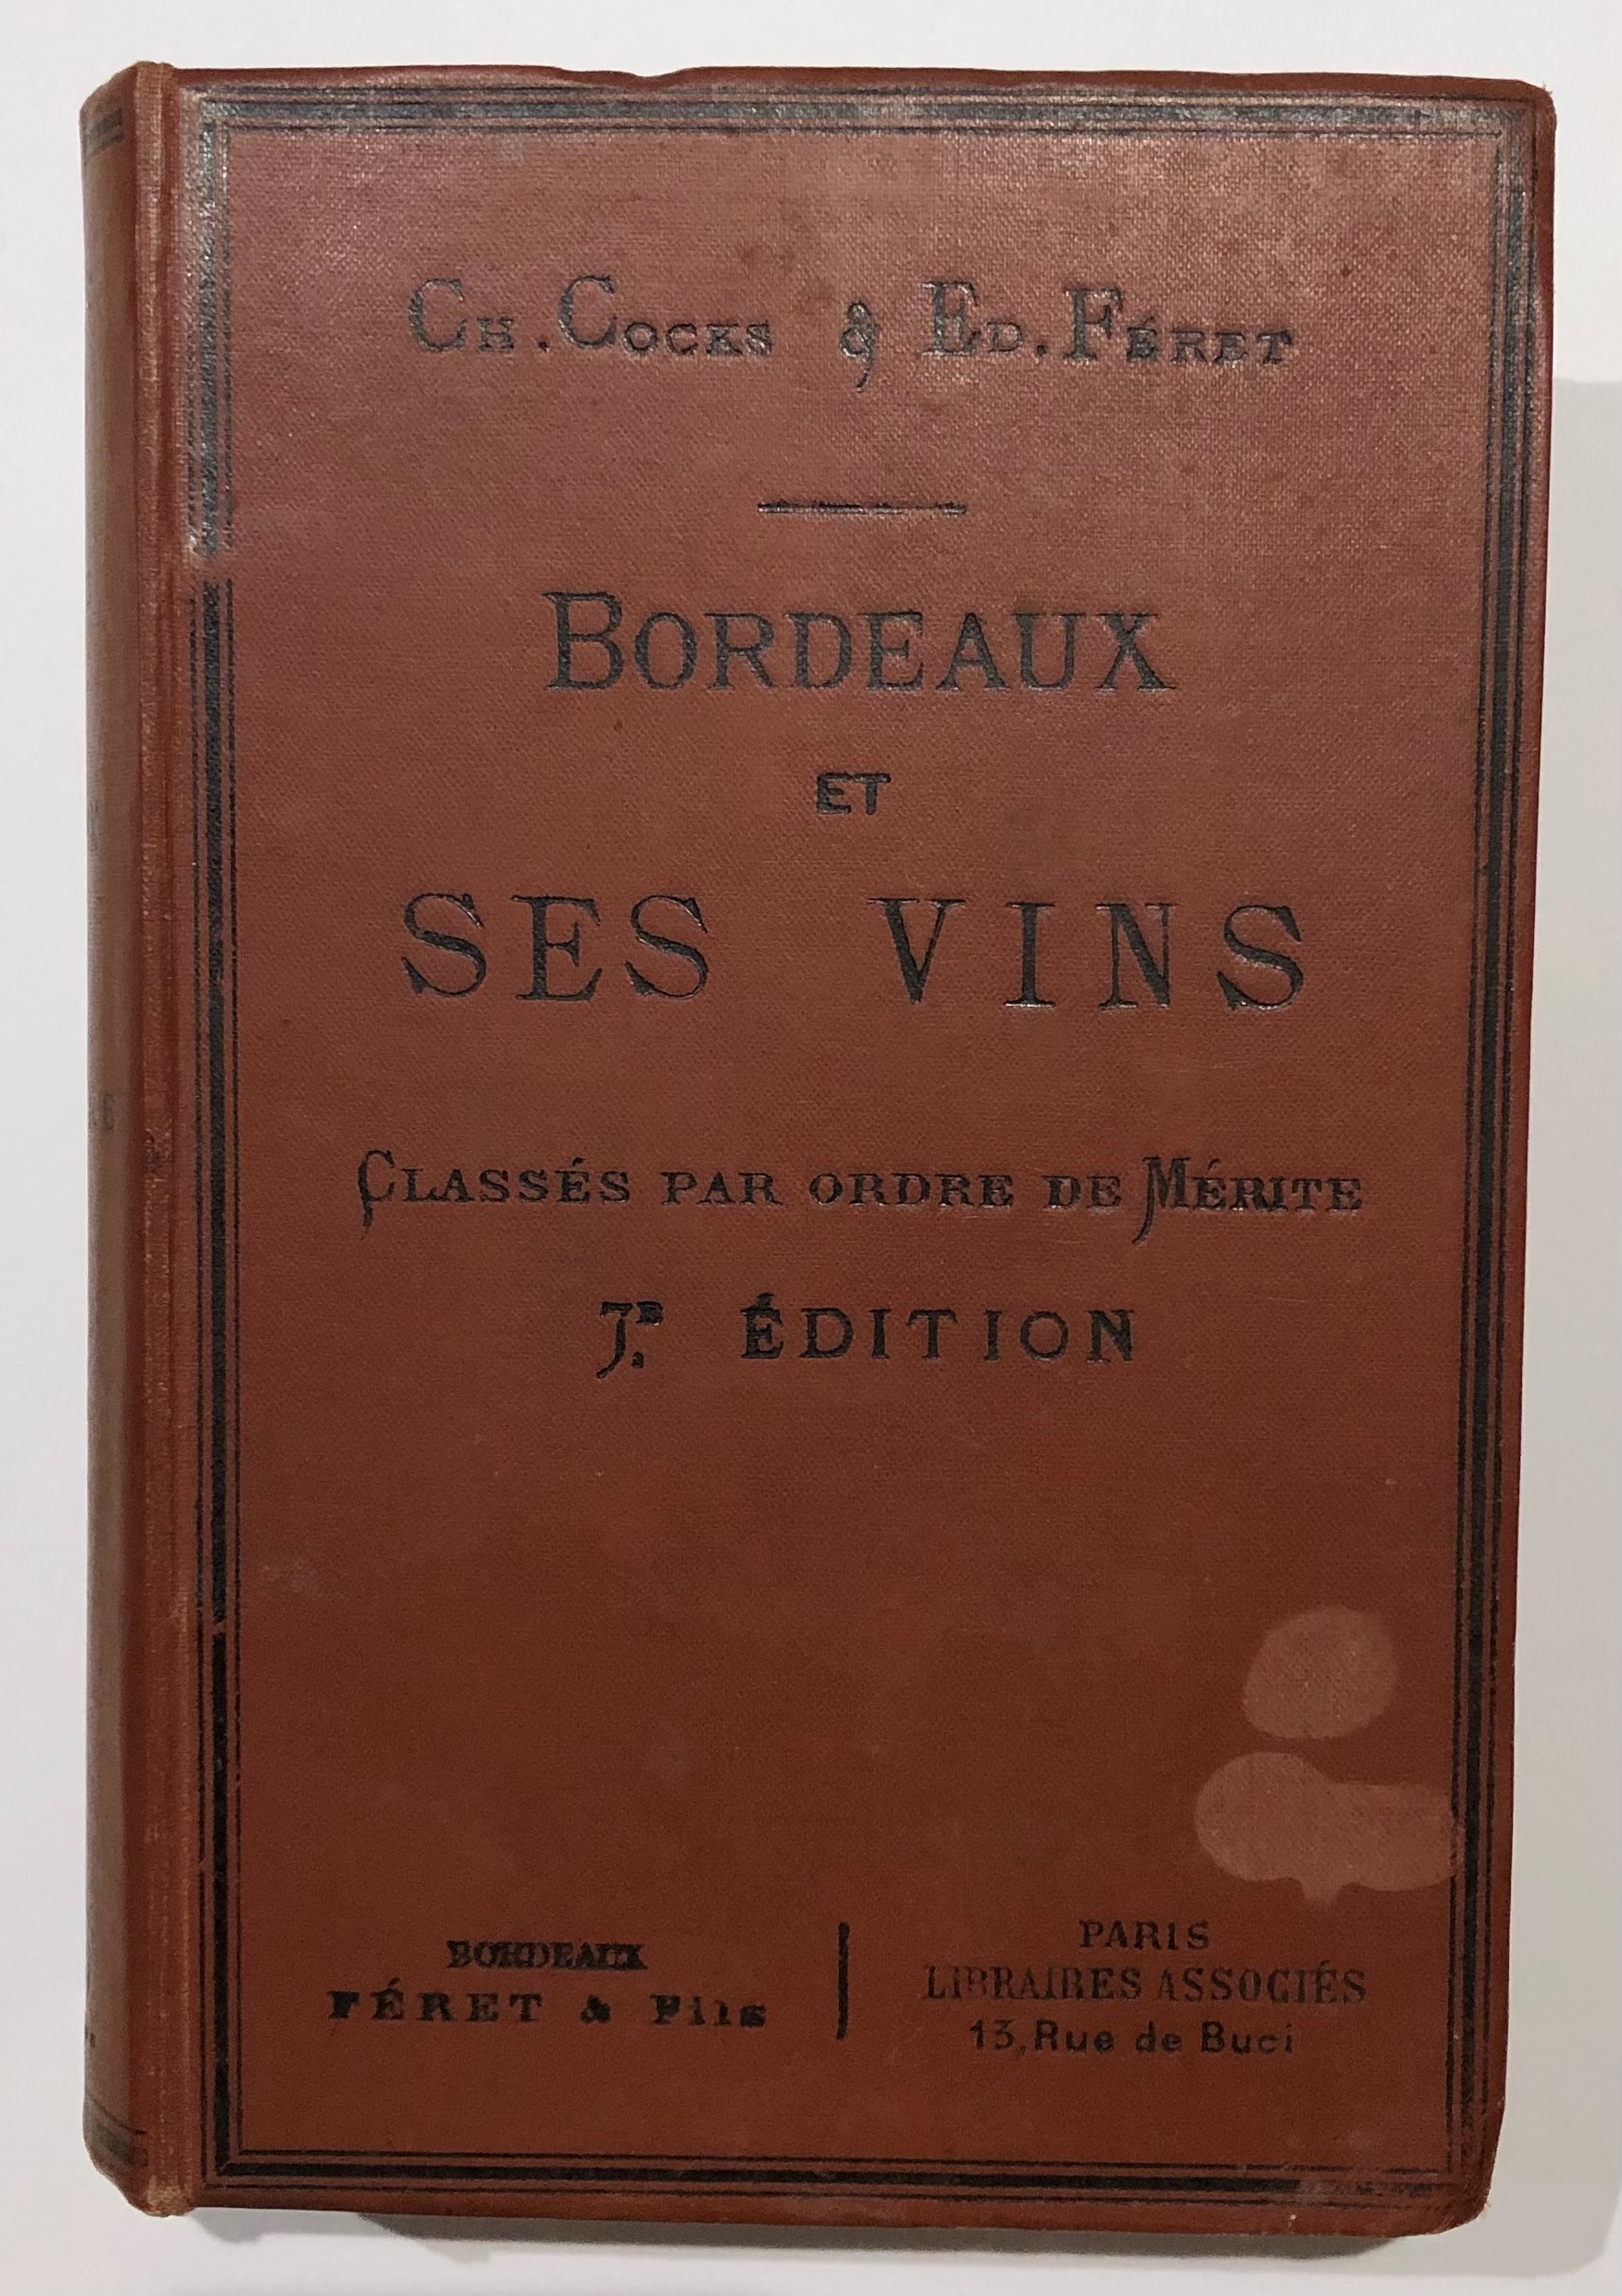 CH. COCKS & ED. FÉRET
BORDEAUX
ET
SES VINS
CLASSÉS PAR ORDRE DE MÉRITE
7.E ÉDITION
BORDEAUX
FÉRET & Fils
PARIS
LIBRAIRES ASSOCIÉS
13, Rue de Buci